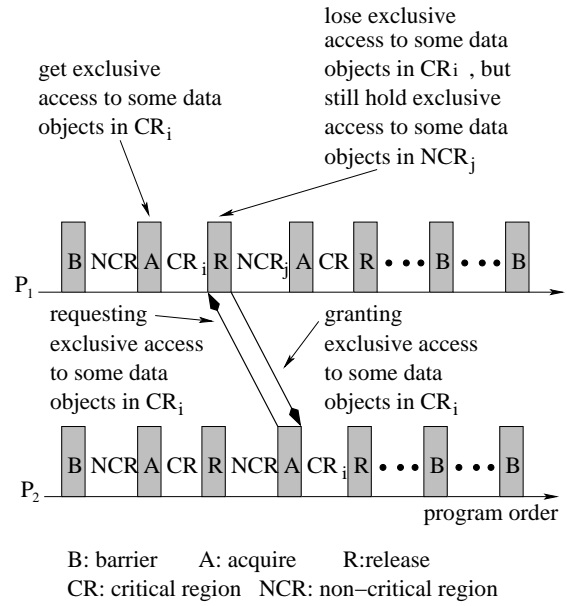 lose exclusive
access to some data
objects in CRi , but
still hold exclusive
access to some data
objects in NCRj
get exclusive
access to some data
objects in CRi
B NCR A CRi R NCRj A CR R • • • B • • • B
P1
requesting
exclusive access
to some data
objects in CRi
granting
exclusive access
to some data
objects in CRi
B NCR A CR R NCR A CRi R • • • B • • • B
P2
program order
B: barrier A: acquire R:release
CR: critical region NCR: non−critical region